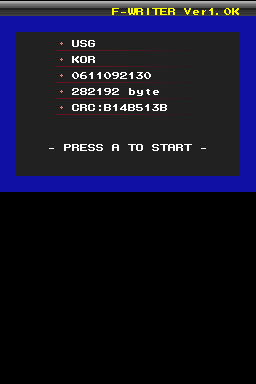 F-WRITER Ver1.0K
USG
KOR
0611092130
282192 byte
CRC:B14B513B
- PRESS A TO START -